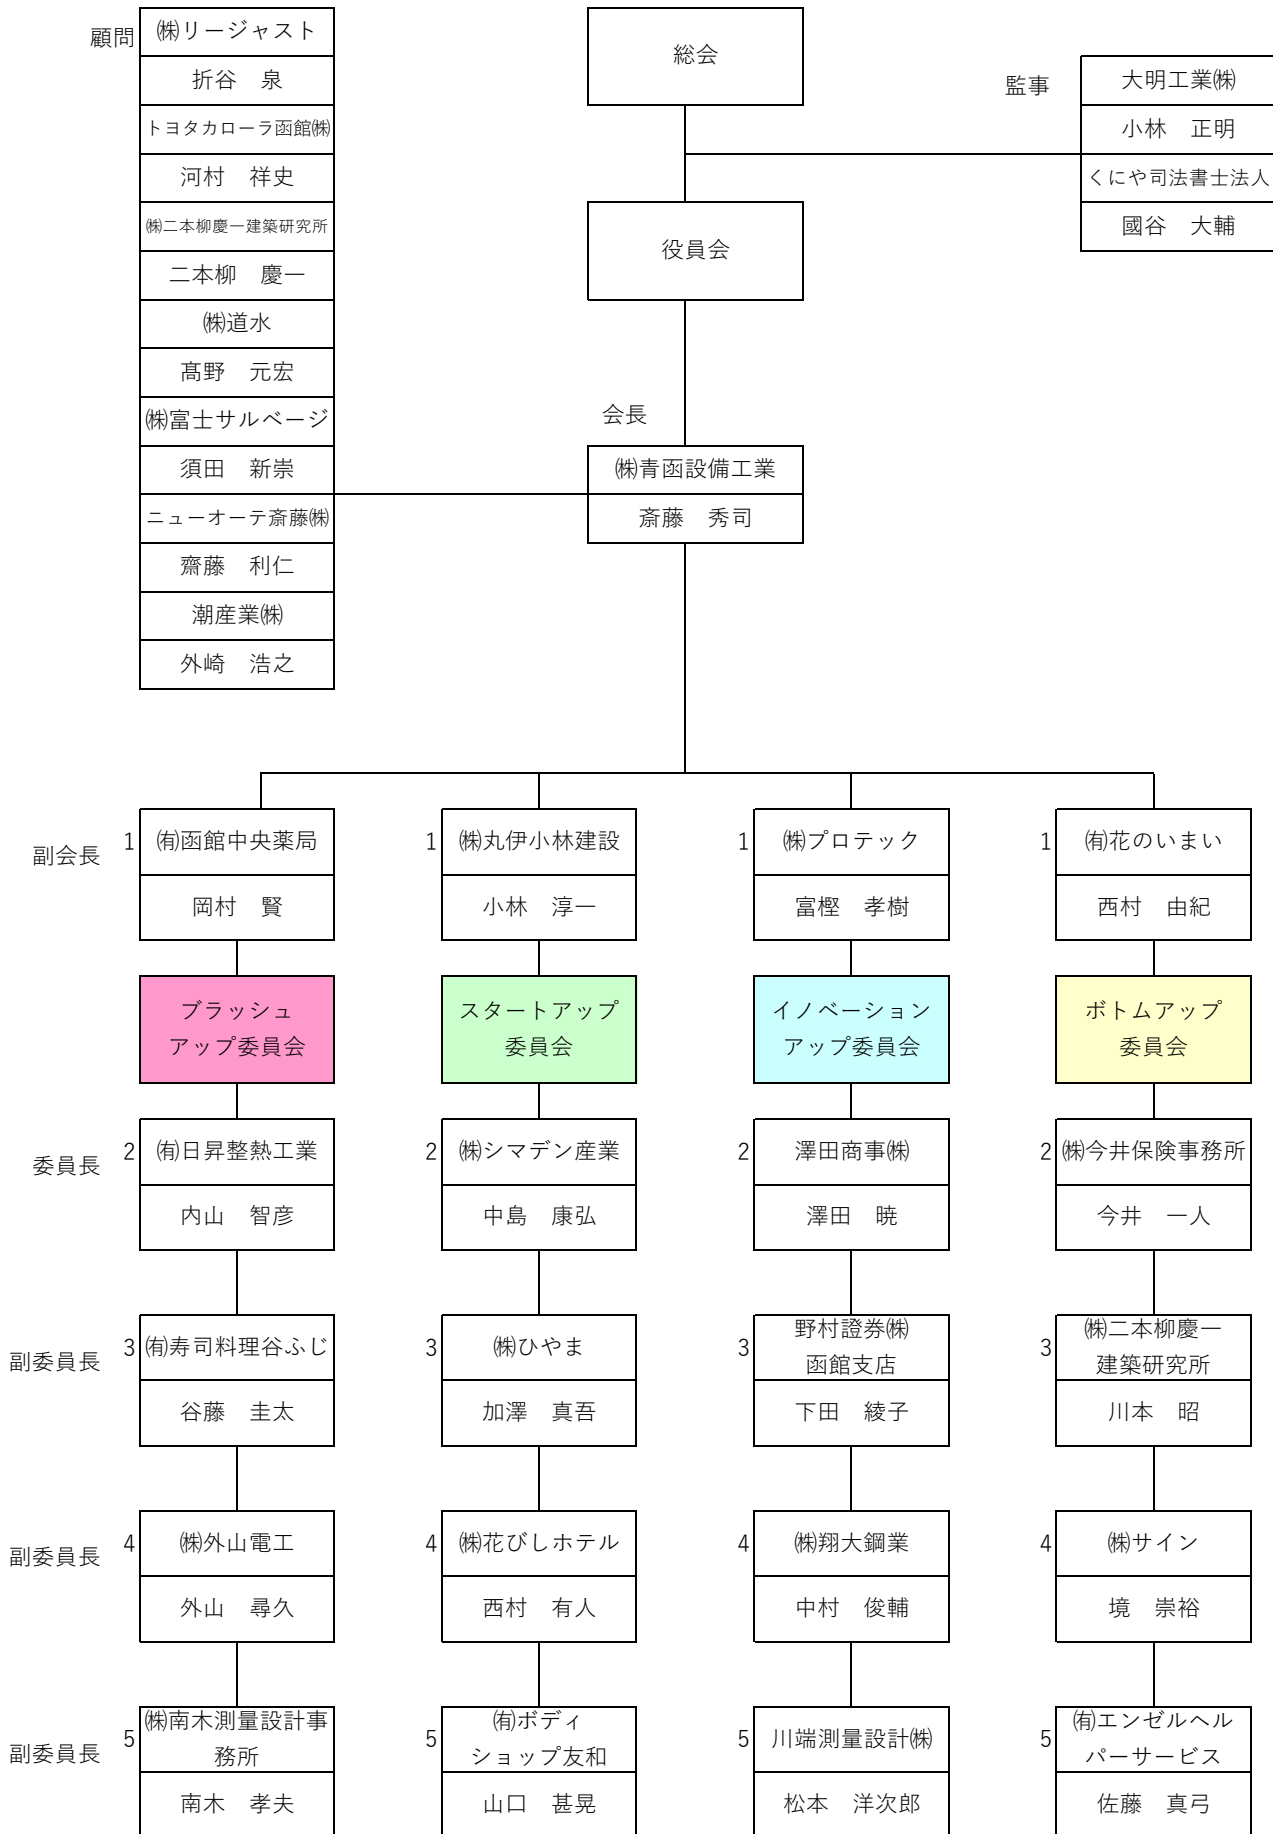 顧問
㈱リージャスト
折谷　泉
トヨタカローラ函館㈱
河村　祥史
㈱二本柳慶一建築研究所
二本柳　慶一
㈱道水
髙野　元宏
㈱富士サルベージ
須田　新崇
ニューオーテ斎藤㈱
齋藤　利仁
潮産業㈱
外崎　浩之
総会
監事
大明工業㈱
小林　正明
くにや司法書士法人
國谷　大輔
役員会
会長
㈱青函設備工業
斎藤　秀司
副会長
1
㈲函館中央薬局
岡村　賢
1
㈱丸伊小林建設
小林　淳一
1
㈱プロテック
富樫　孝樹
1
㈲花のいまい
西村　由紀
ブラッシュ
アップ委員会
スタートアップ
委員会
イノベーション
アップ委員会
ボトムアップ
委員会
委員長
2
㈲日昇整熱工業
内山　智彦
2
㈱シマデン産業
中島　康弘
2
澤田商事㈱
澤田　暁
2
㈱今井保険事務所
今井　一人
副委員長
3
㈲寿司料理谷ふじ
谷藤　圭太
3
㈱ひやま
加澤　真吾
3
野村證券㈱
函館支店
下田　綾子
3
㈱二本柳慶一
建築研究所
川本　昭
副委員長
4
㈱外山電工
外山　尋久
4
㈱花びしホテル
西村　有人
4
㈱翔大鋼業
中村　俊輔
4
㈱サイン
境　崇裕
副委員長
5
㈱南木測量設計事
務所
南木　孝夫
5
㈲ボディ
ショップ友和
山口　甚晃
5
川端測量設計㈱
松本　洋次郎
5
㈲エンゼルヘル
パーサービス
佐藤　真弓